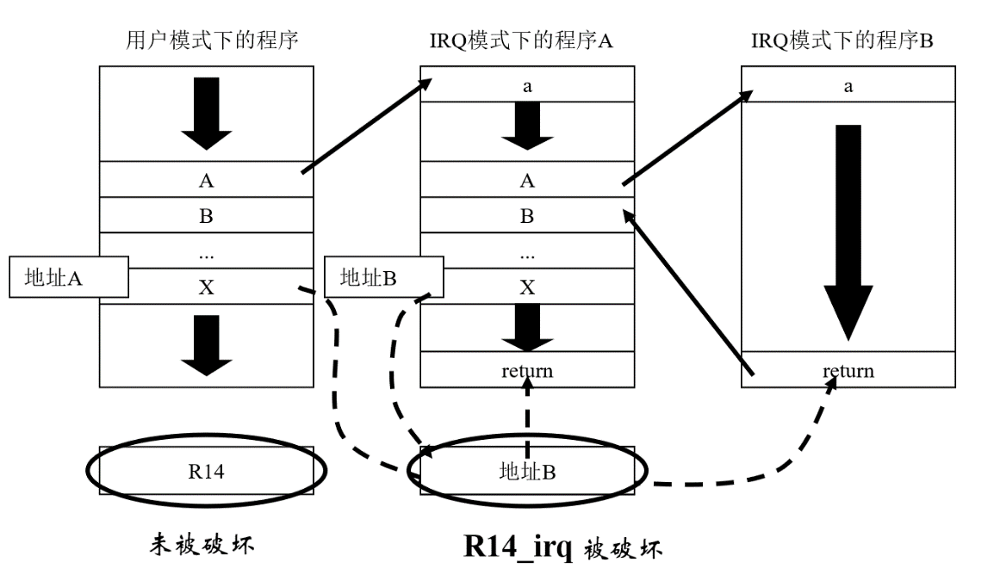 用户模式下的程序
IRQ模式下的程序A
IRQ模式下的程序B
a
a
A
A
B
B
...
...
地址A
X
地址B
X
return
return
R14
地址B
未被破坏
R14_irq 被破坏